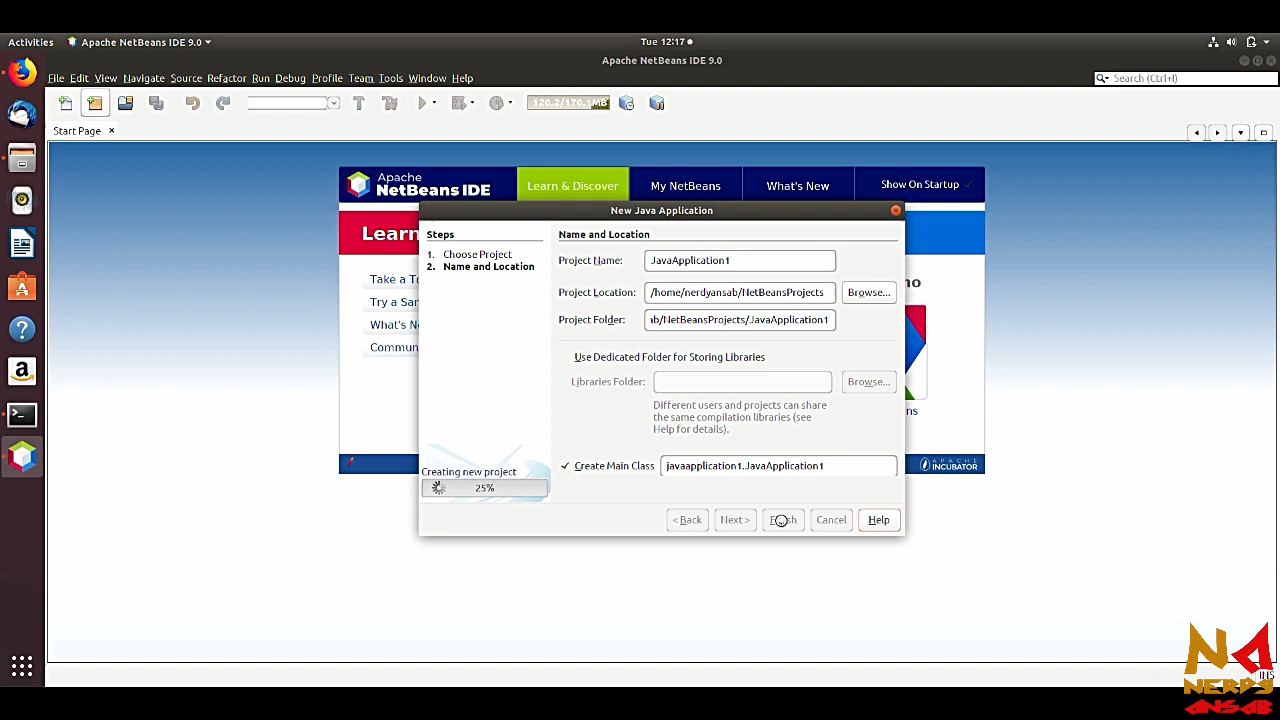 Activities
Apache NetBeans IDE 9.0
Tue 12:17
Apache NetBeans IDE 9.0
File Edit View Navigate Source Refactor Run Debug Profile Team Tools Window Help
Search (Ctrl+I)
120.2/170.1MB
Start Page
Apache
NetBeans IDE
Learn & Discover
My NetBeans
What's New
Show On Startup
New Java Application
Learn
Steps
1. Choose Project
2. Name and Location
Name and Location
Project Name: JavaApplication1
Project Location: /home/nerdyansab/NetBeansProjects Browse...
Project Folder: ab/NetBeansProjects/JavaApplication1
Take a
Try a
What's
Use Dedicated Folder for Storing Libraries
Libraries Folder: Browse...
Different users and projects can share
the same compilation libraries (see
Help for details).
Create Main Class javaapplication1.JavaApplication1
Creating new project
25%
APACHE
INCUBATOR
< Back Next > Finish Cancel Help
INS
NERDY
ANSAB